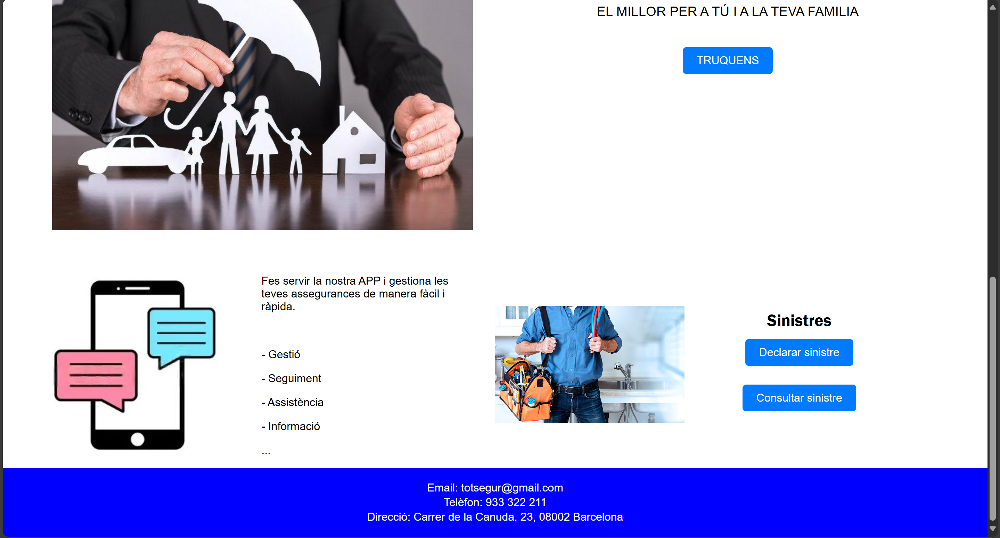 EL MILLOR PER A TÚ I A LA TEVA FAMILIA
TRUQUENS
Fes servir la nostra APP i gestiona les
teves assegurances de manera fàcil i
ràpida.
- Gestió
- Seguiment
- Assistència
- Informació
...
Sinistres
Declarar sinistre
Consultar sinistre
Email: totsegur@gmail.com
Telèfon: 933 322 211
Direcció: Carrer de la Canuda, 23, 08002 Barcelona